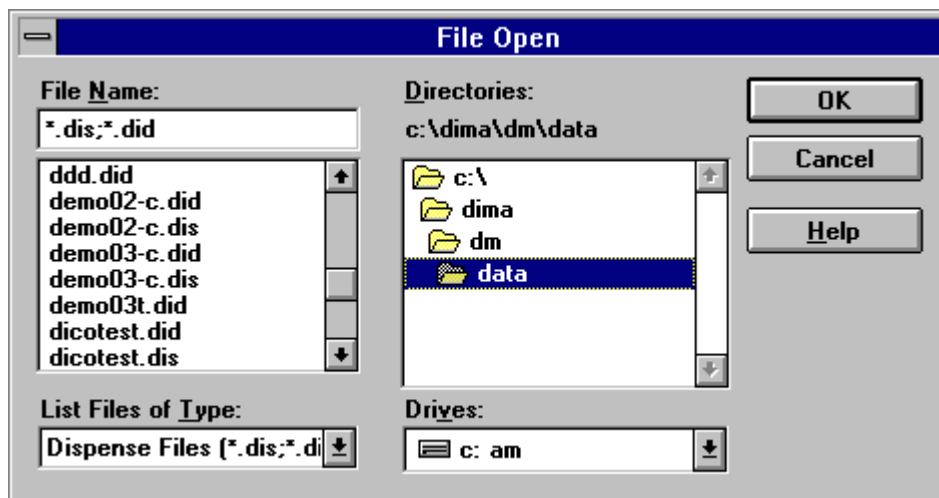 File Open
File Name:
*.dis;*.did
ddd.did
demo02-c.did
demo02-c.dis
demo03-c.did
demo03-c.dis
demo03t.did
dicotest.did
dicotest.dis
List Files of Type:
Dispense Files (*.dis;*.di
Directories:
c:\dima\dm\data
c:\
dima
dm
data
Drives:
c: am
OK
Cancel
Help